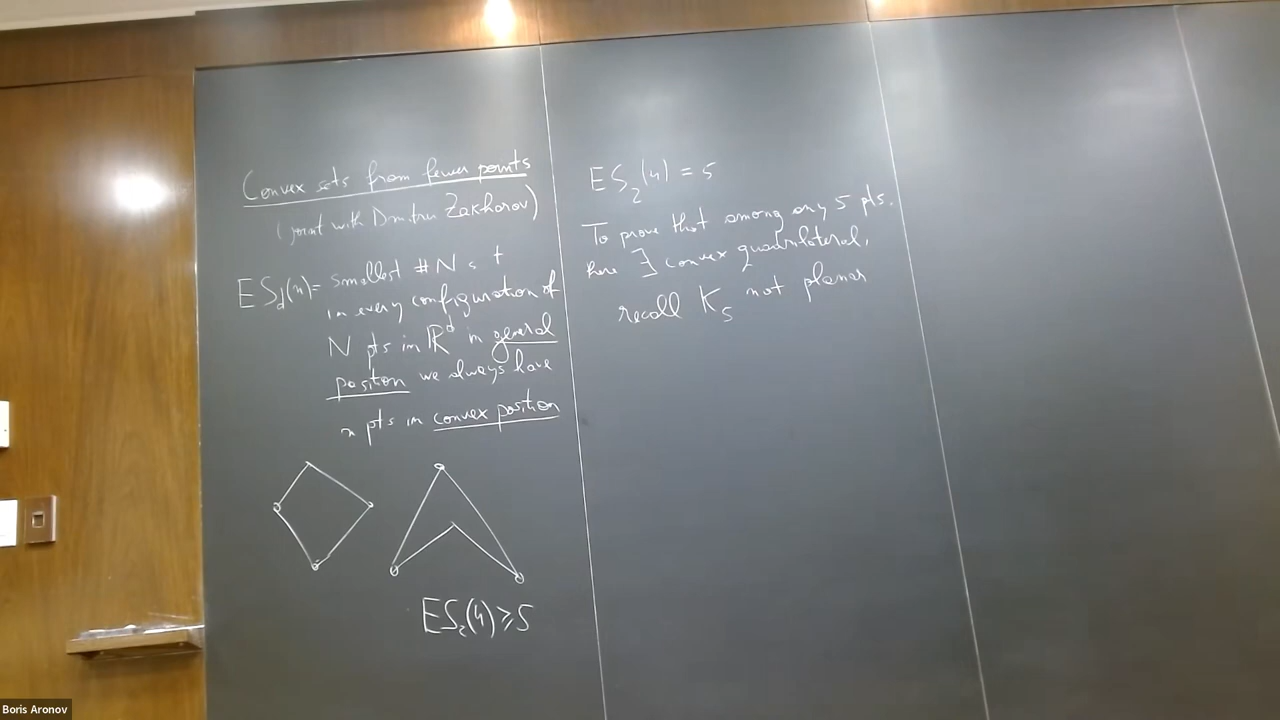 Convex sets from fewer points
(joint with Dmitrii Zakharov)
ES_d(n) = smallest # N s.t
in every configuration of
N pts in ℝ^d in general
position we always have
n pts in convex position
ES_2(4) ≥ 5
ES_2(4) = 5
To prove that among any 5 pts.
here ∃ convex quadrilateral,
recall K_5 not planar
Boris Aronov